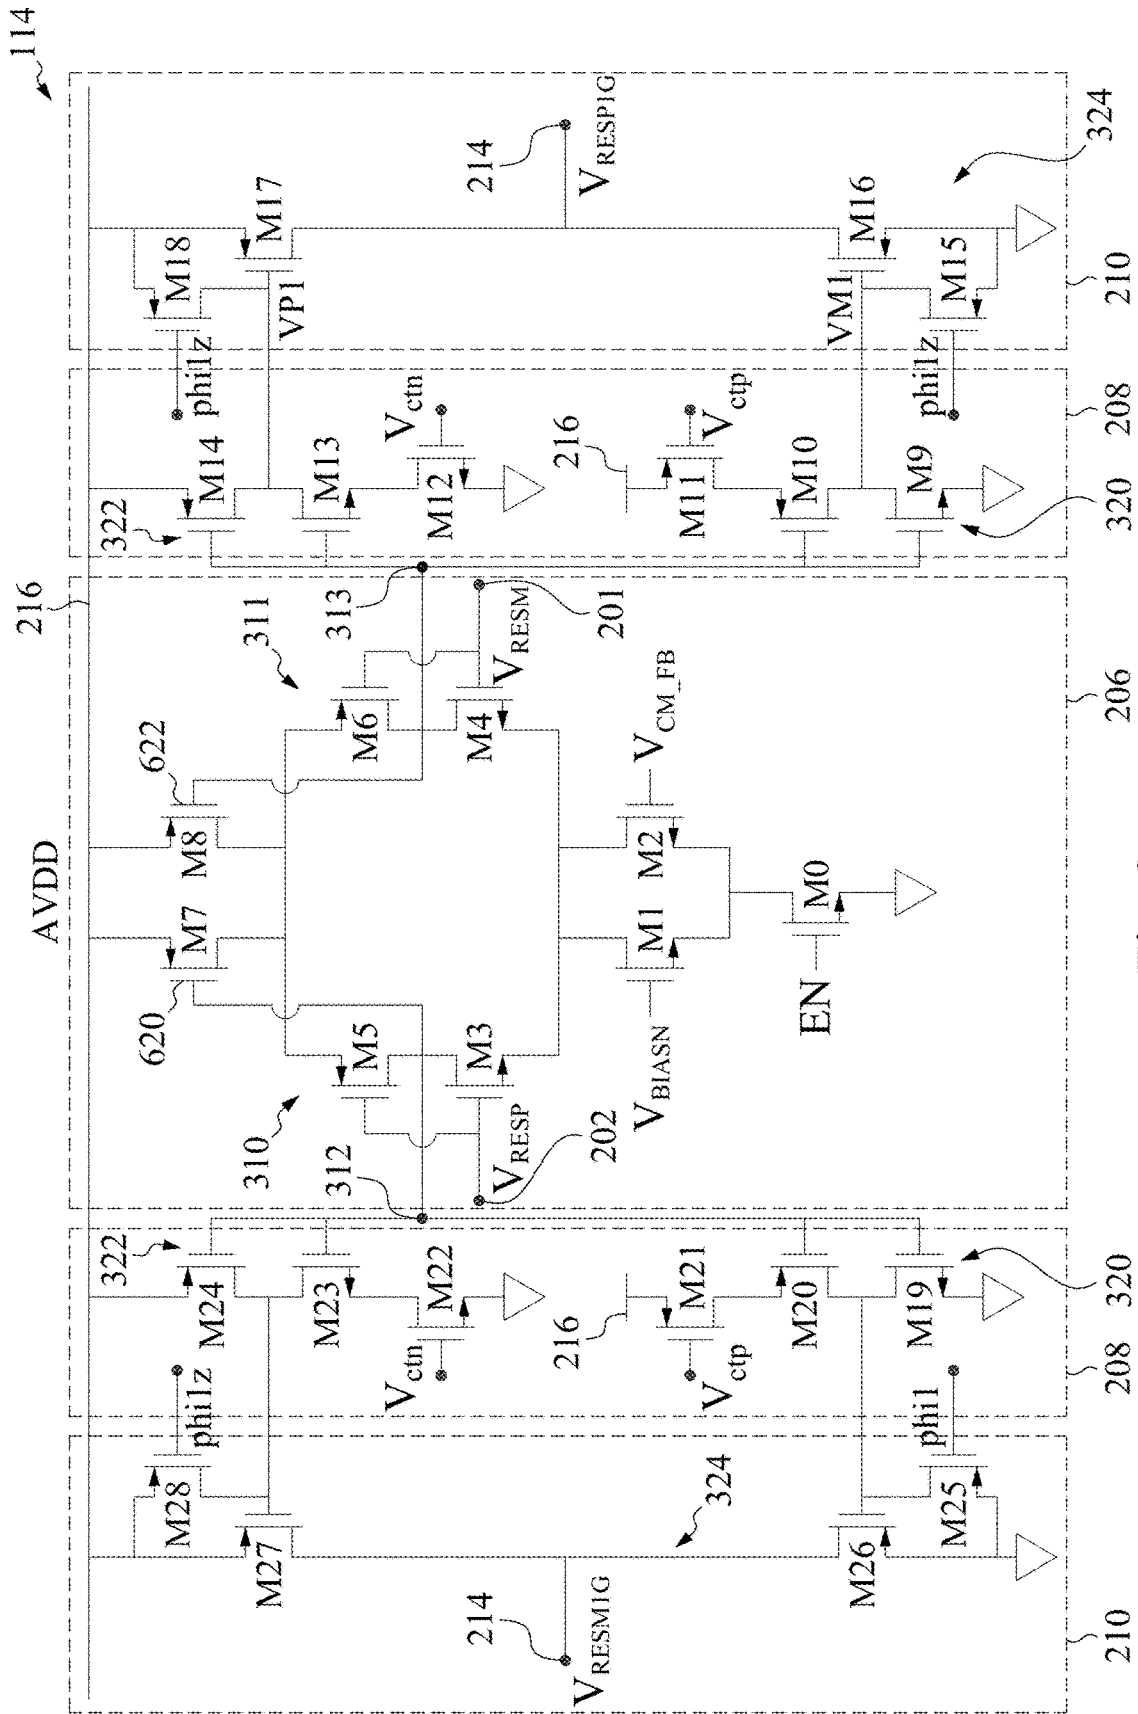 114
216
AVDD
622
620
M7
M8
322
M24
M23
M22
Vctn
M28
phi1z
M27
312
310
M5
M3
VRESP
202
311
M6
M4
VRESM
201
313
322
M14
M13
M12
Vctn
phi1z
M18
M17
VP1
VRESM1G
214
324
216
M21
Vctp
M20
M19
320
phi1
M25
M26
VBIASN
M1
M2
VCM_FB
EN
M0
216
M11
Vctp
M10
M9
320
VM1
phi1z
M15
M16
214
VRESP1G
324
210
208
206
208
210